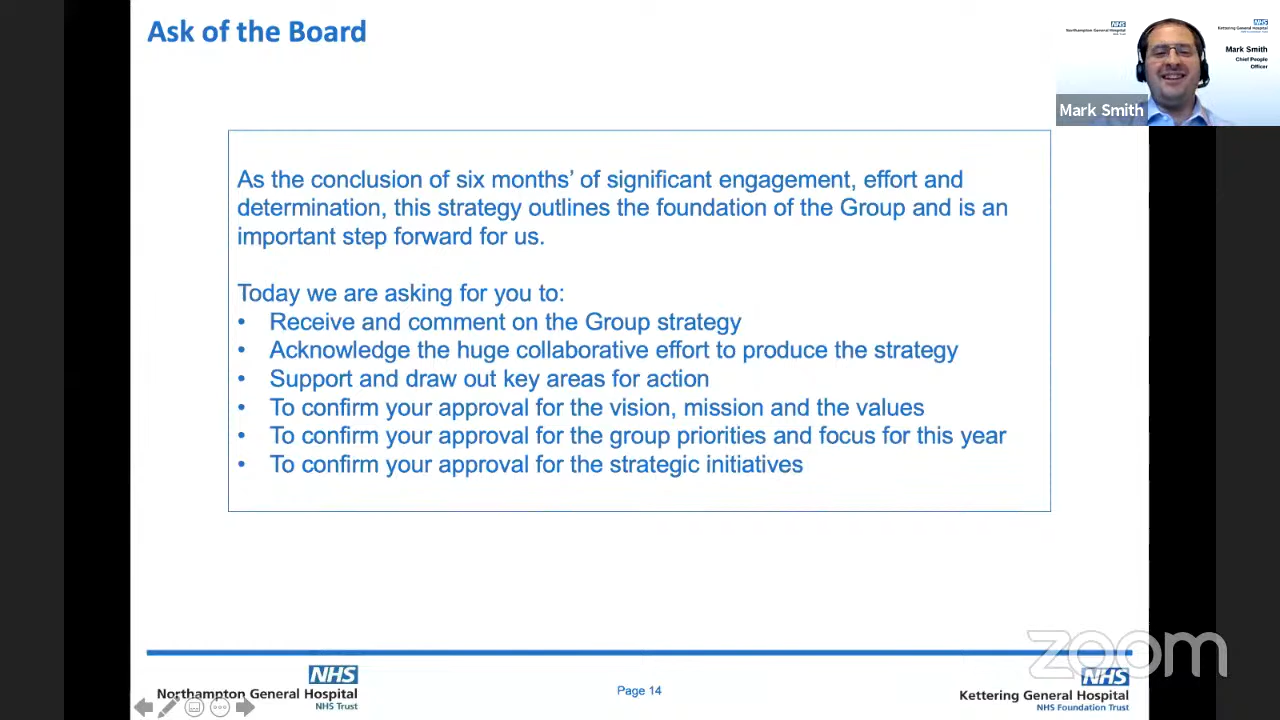 Ask of the Board
NHS
Northampton General Hospital
NHS
Kettering General Hospital
Mark Smith
Chief People
Officer
Mark Smith
As the conclusion of six months’ of significant engagement, effort and
determination, this strategy outlines the foundation of the Group and is an
important step forward for us.
Today we are asking for you to:
• Receive and comment on the Group strategy
• Acknowledge the huge collaborative effort to produce the strategy
• Support and draw out key areas for action
• To confirm your approval for the vision, mission and the values
• To confirm your approval for the group priorities and focus for this year
• To confirm your approval for the strategic initiatives
zoom
NHS
Northampton General Hospital
NHS Trust
Page 14
NHS
Kettering General Hospital
NHS Foundation Trust